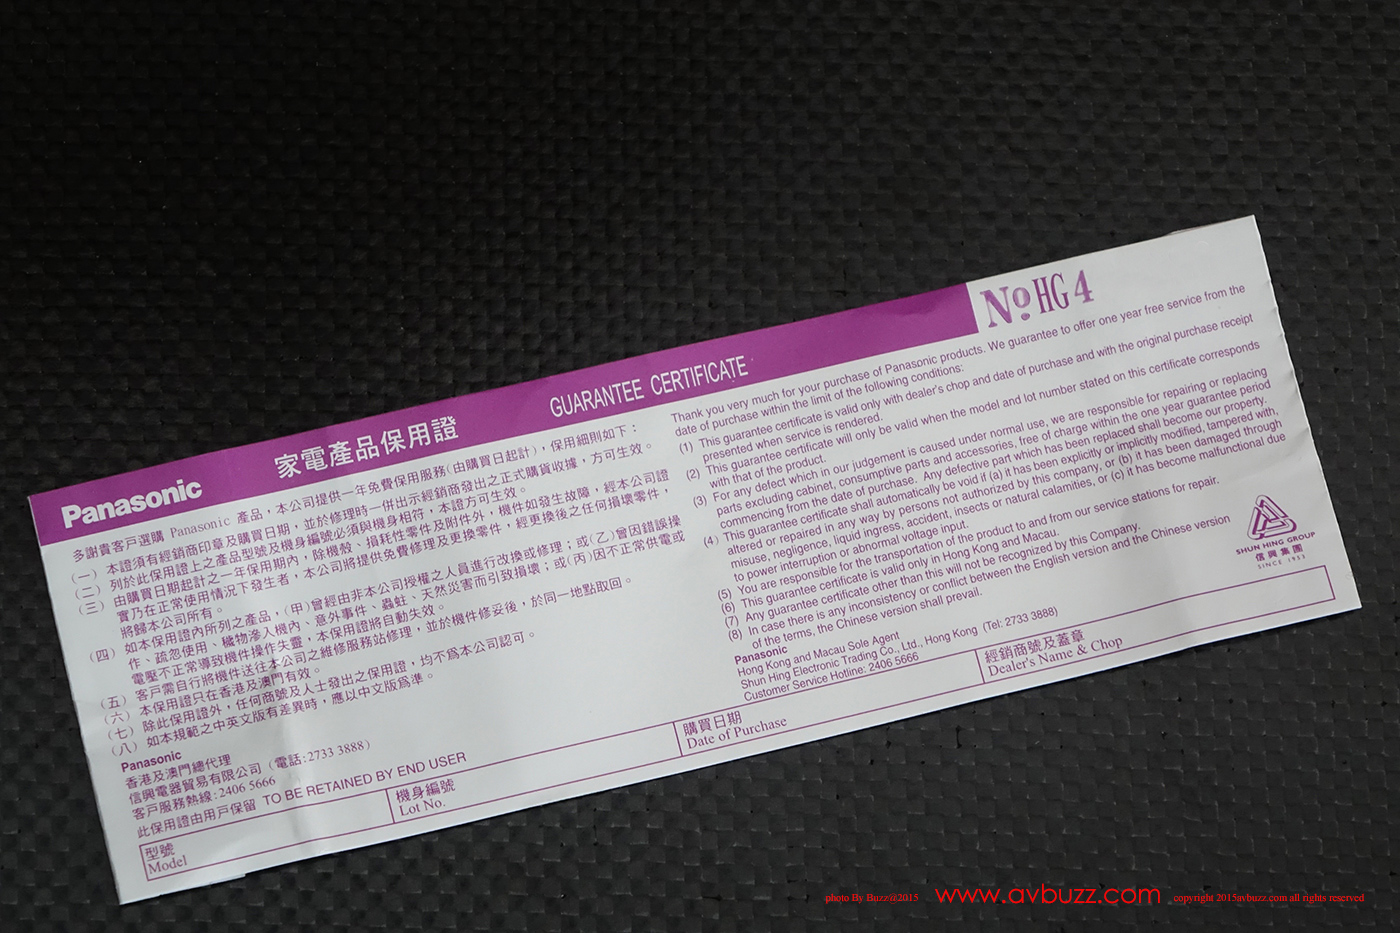 Panasonic 家電產品保用證 GUARANTEE CERTIFICATE
No. HG 4
多謝貴客戶選購 Panasonic 產品，本公司提供一年免費保用服務（由購買日起計），保用細則如下：
（一） 本證須有經銷商印章及購買日期，並於修理時一併出示經銷商發出之正式購貨收據，方可生效。
（二） 列於此保用證上之產品型號及機身編號必須與機身相符，本證方可生效。
（三） 由購買日期起計之一年保用期內，除機殼、損耗性零件及附件外，機件如發生故障，經本公司證
實乃在正常使用情況下發生者，本公司將提供免費修理及更換零件，經更換後之任何損壞零件，
將歸本公司所有。
（四） 如本保用證內所列之產品，（甲）曾經由非本公司授權之人員進行改換或修理；或（乙）曾因錯誤操
作、疏忽使用、穢物滲入機內、意外事件、蟲蛀、天然災害而引致損壞；或（丙）因不正常供電或
電壓不正常導致機件操作失靈，本保用證將自動失效。
（五） 客戶需自行將機件送往本公司之維修服務站修理，並於機件修妥後，於同一地點取回。
（六） 本保用證只在香港及澳門有效。
（七） 除此保用證外，任何商號及人士發出之保用證，均不爲本公司認可。
（八） 如本規範之中英文版有差異時，應以中文版爲準。
Panasonic
香港及澳門總代理
信興電器貿易有限公司（電話:2733 3888）
客戶服務熱線:2406 5666
此保用證由用戶保留 TO BE RETAINED BY END USER
Thank you very much for your purchase of Panasonic products. We guarantee to offer one year free service from the
date of purchase within the limit of the following conditions:
(1) This guarantee certificate is valid only with dealer's chop and date of purchase and with the original purchase receipt
presented when service is rendered.
(2) This guarantee certificate will only be valid when the model and lot number stated on this certificate corresponds
with that of the product.
(3) For any defect which in our judgement is caused under normal use, we are responsible for repairing or replacing
parts excluding cabinet, consumptive parts and accessories, free of charge within the one year guarantee period
commencing from the date of purchase. Any defective part which has been replaced shall become our property.
(4) This guarantee certificate shall automatically be void if (a) it has been explicitly or implicitly modified, tampered with,
altered or repaired in any way by persons not authorized by this company, or (b) it has been damaged through
misuse, negligence, liquid ingress, accident, insects or natural calamities, or (c) it has become malfunctional due
to power interruption or abnormal voltage input.
(5) You are responsible for the transportation of the product to and from our service stations for repair.
(6) This guarantee certificate is valid only in Hong Kong and Macau.
(7) Any guarantee certificate other than this will not be recognized by this Company.
(8) In case there is any inconsistency or conflict between the English version and the Chinese version
of the terms, the Chinese version shall prevail.
Panasonic
Hong Kong and Macau Sole Agent
Shun Hing Electronic Trading Co., Ltd., Hong Kong (Tel: 2733 3888)
Customer Service Hotline: 2406 5666
SHUN HING GROUP
信興集團
SINCE 1953
型號
Model
機身編號
Lot No.
購買日期
Date of Purchase
經銷商號及蓋章
Dealer's Name & Chop
photo By Buzz@2015 www.avbuzz.com copyright 2015avbuzz.com all rights reserved